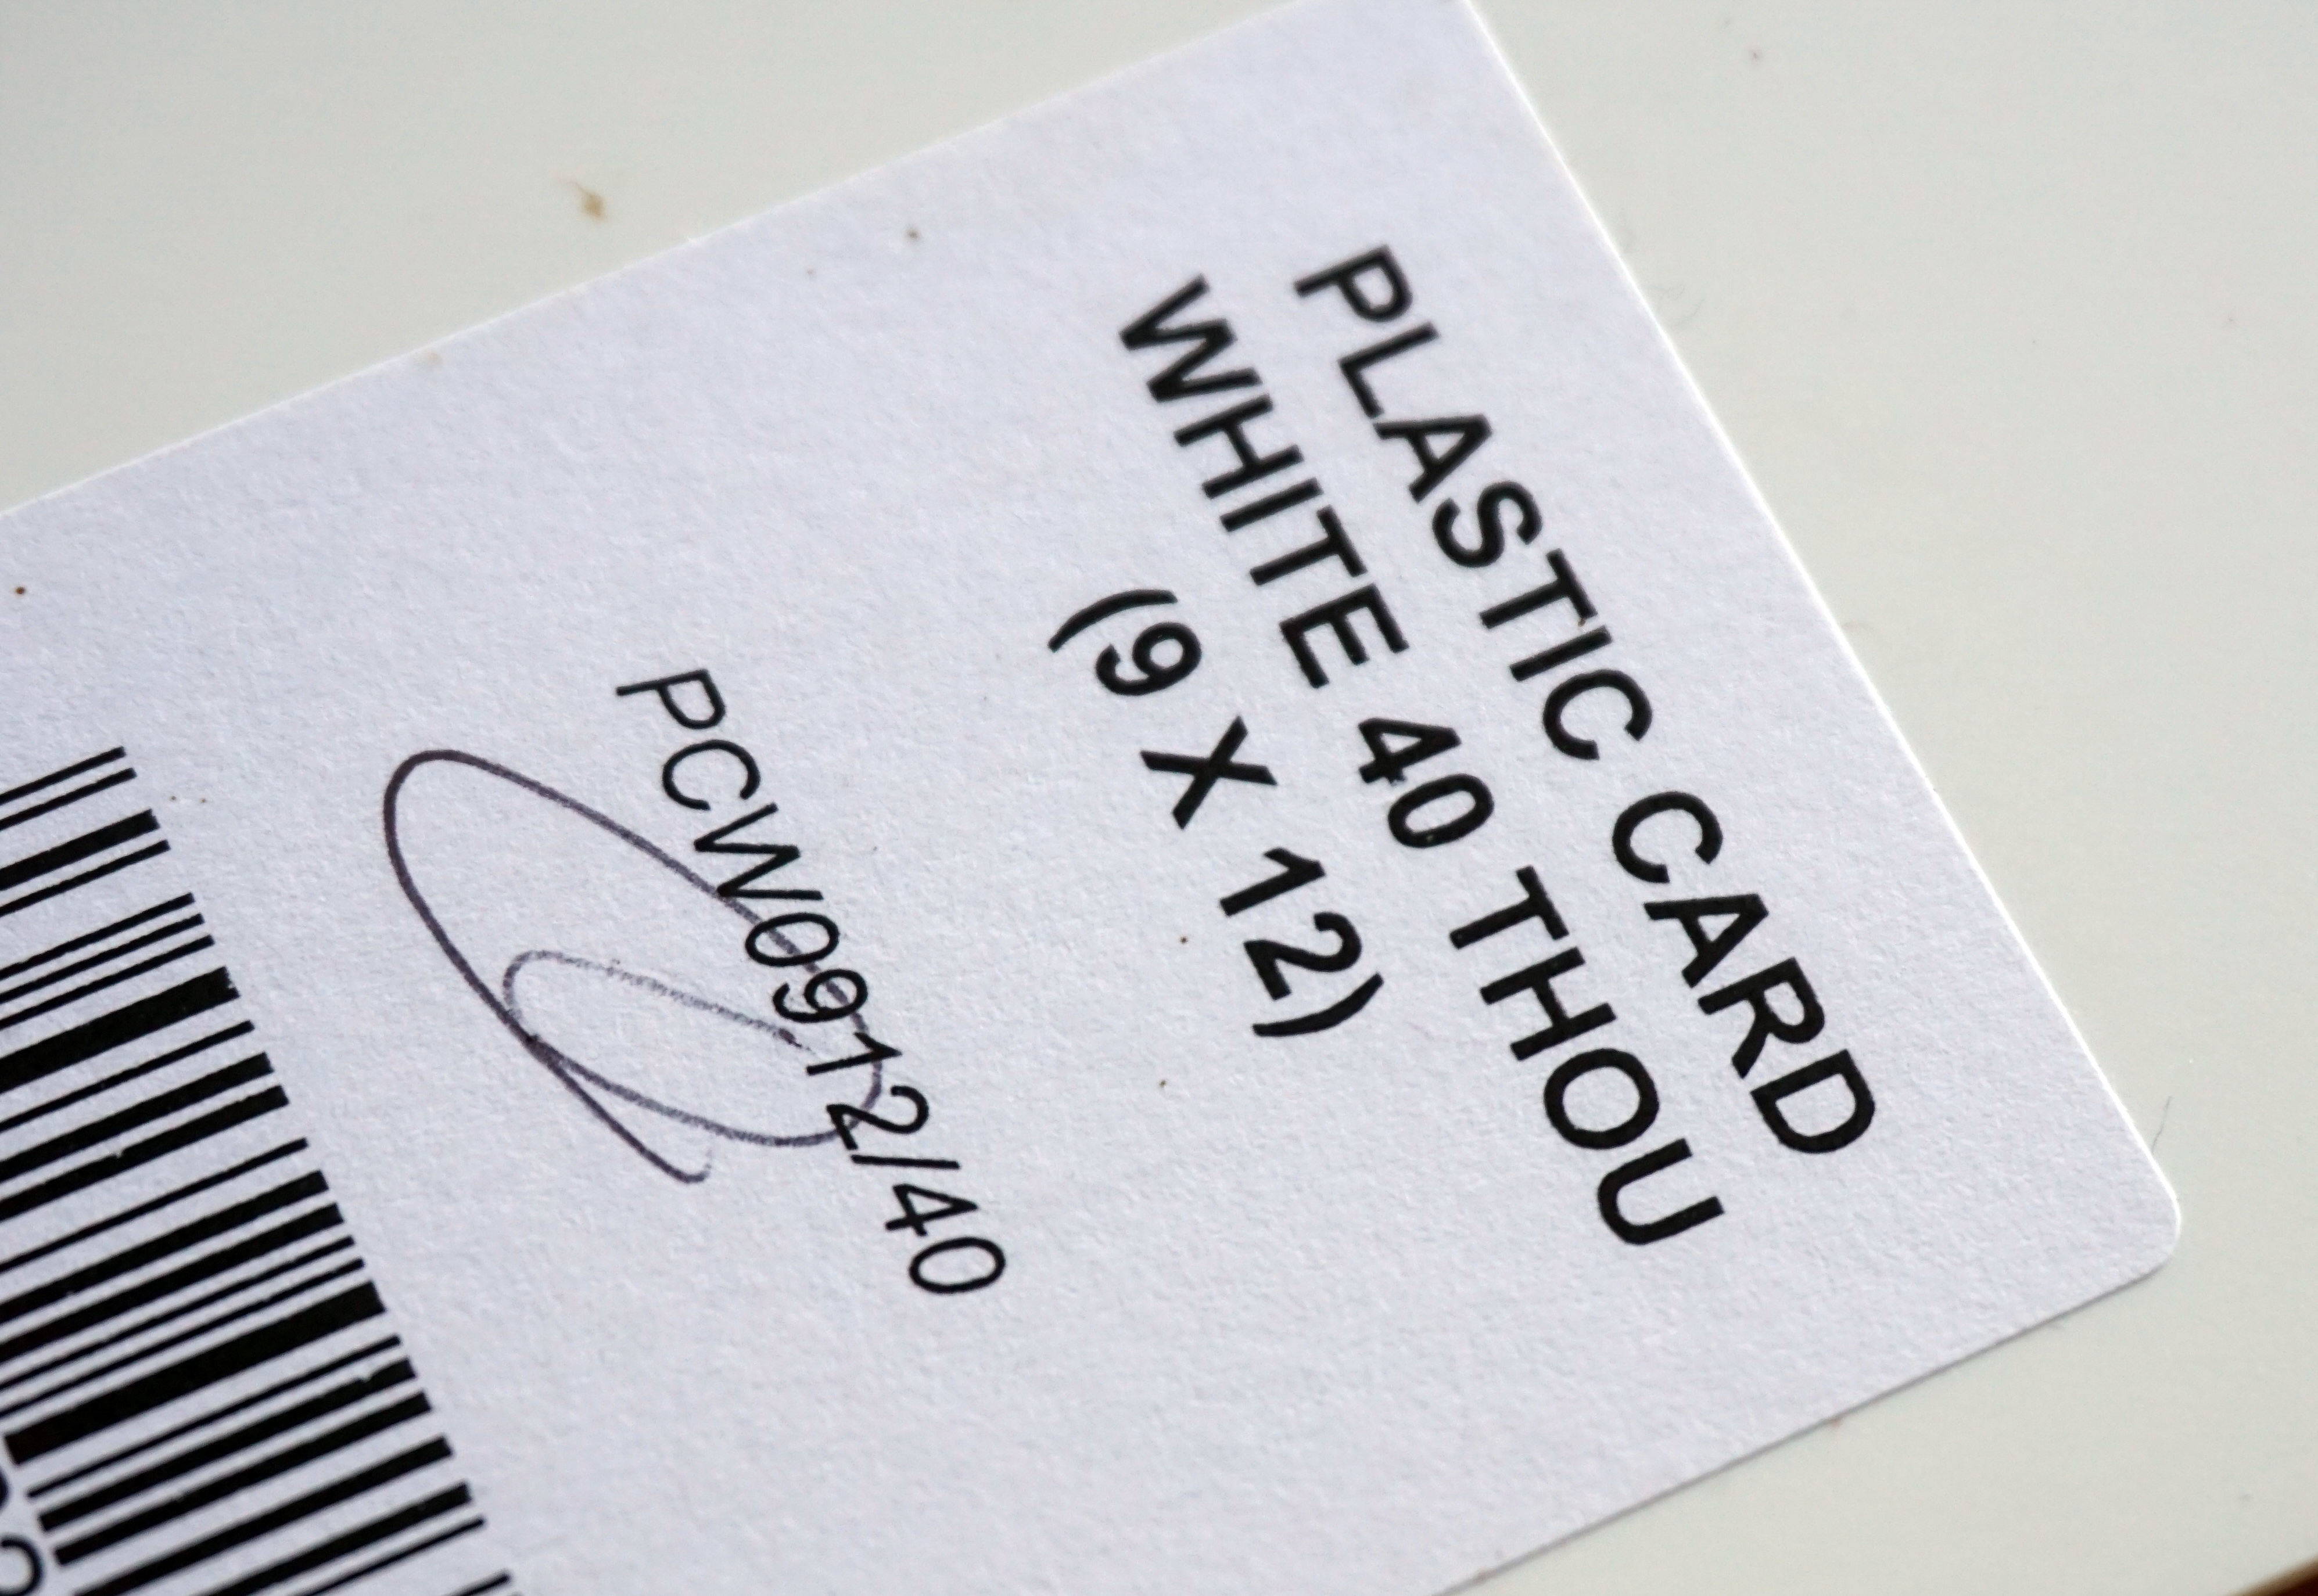 PLASTIC CARD
WHITE 40 THOU
(9 X 12)
PCW0912/40